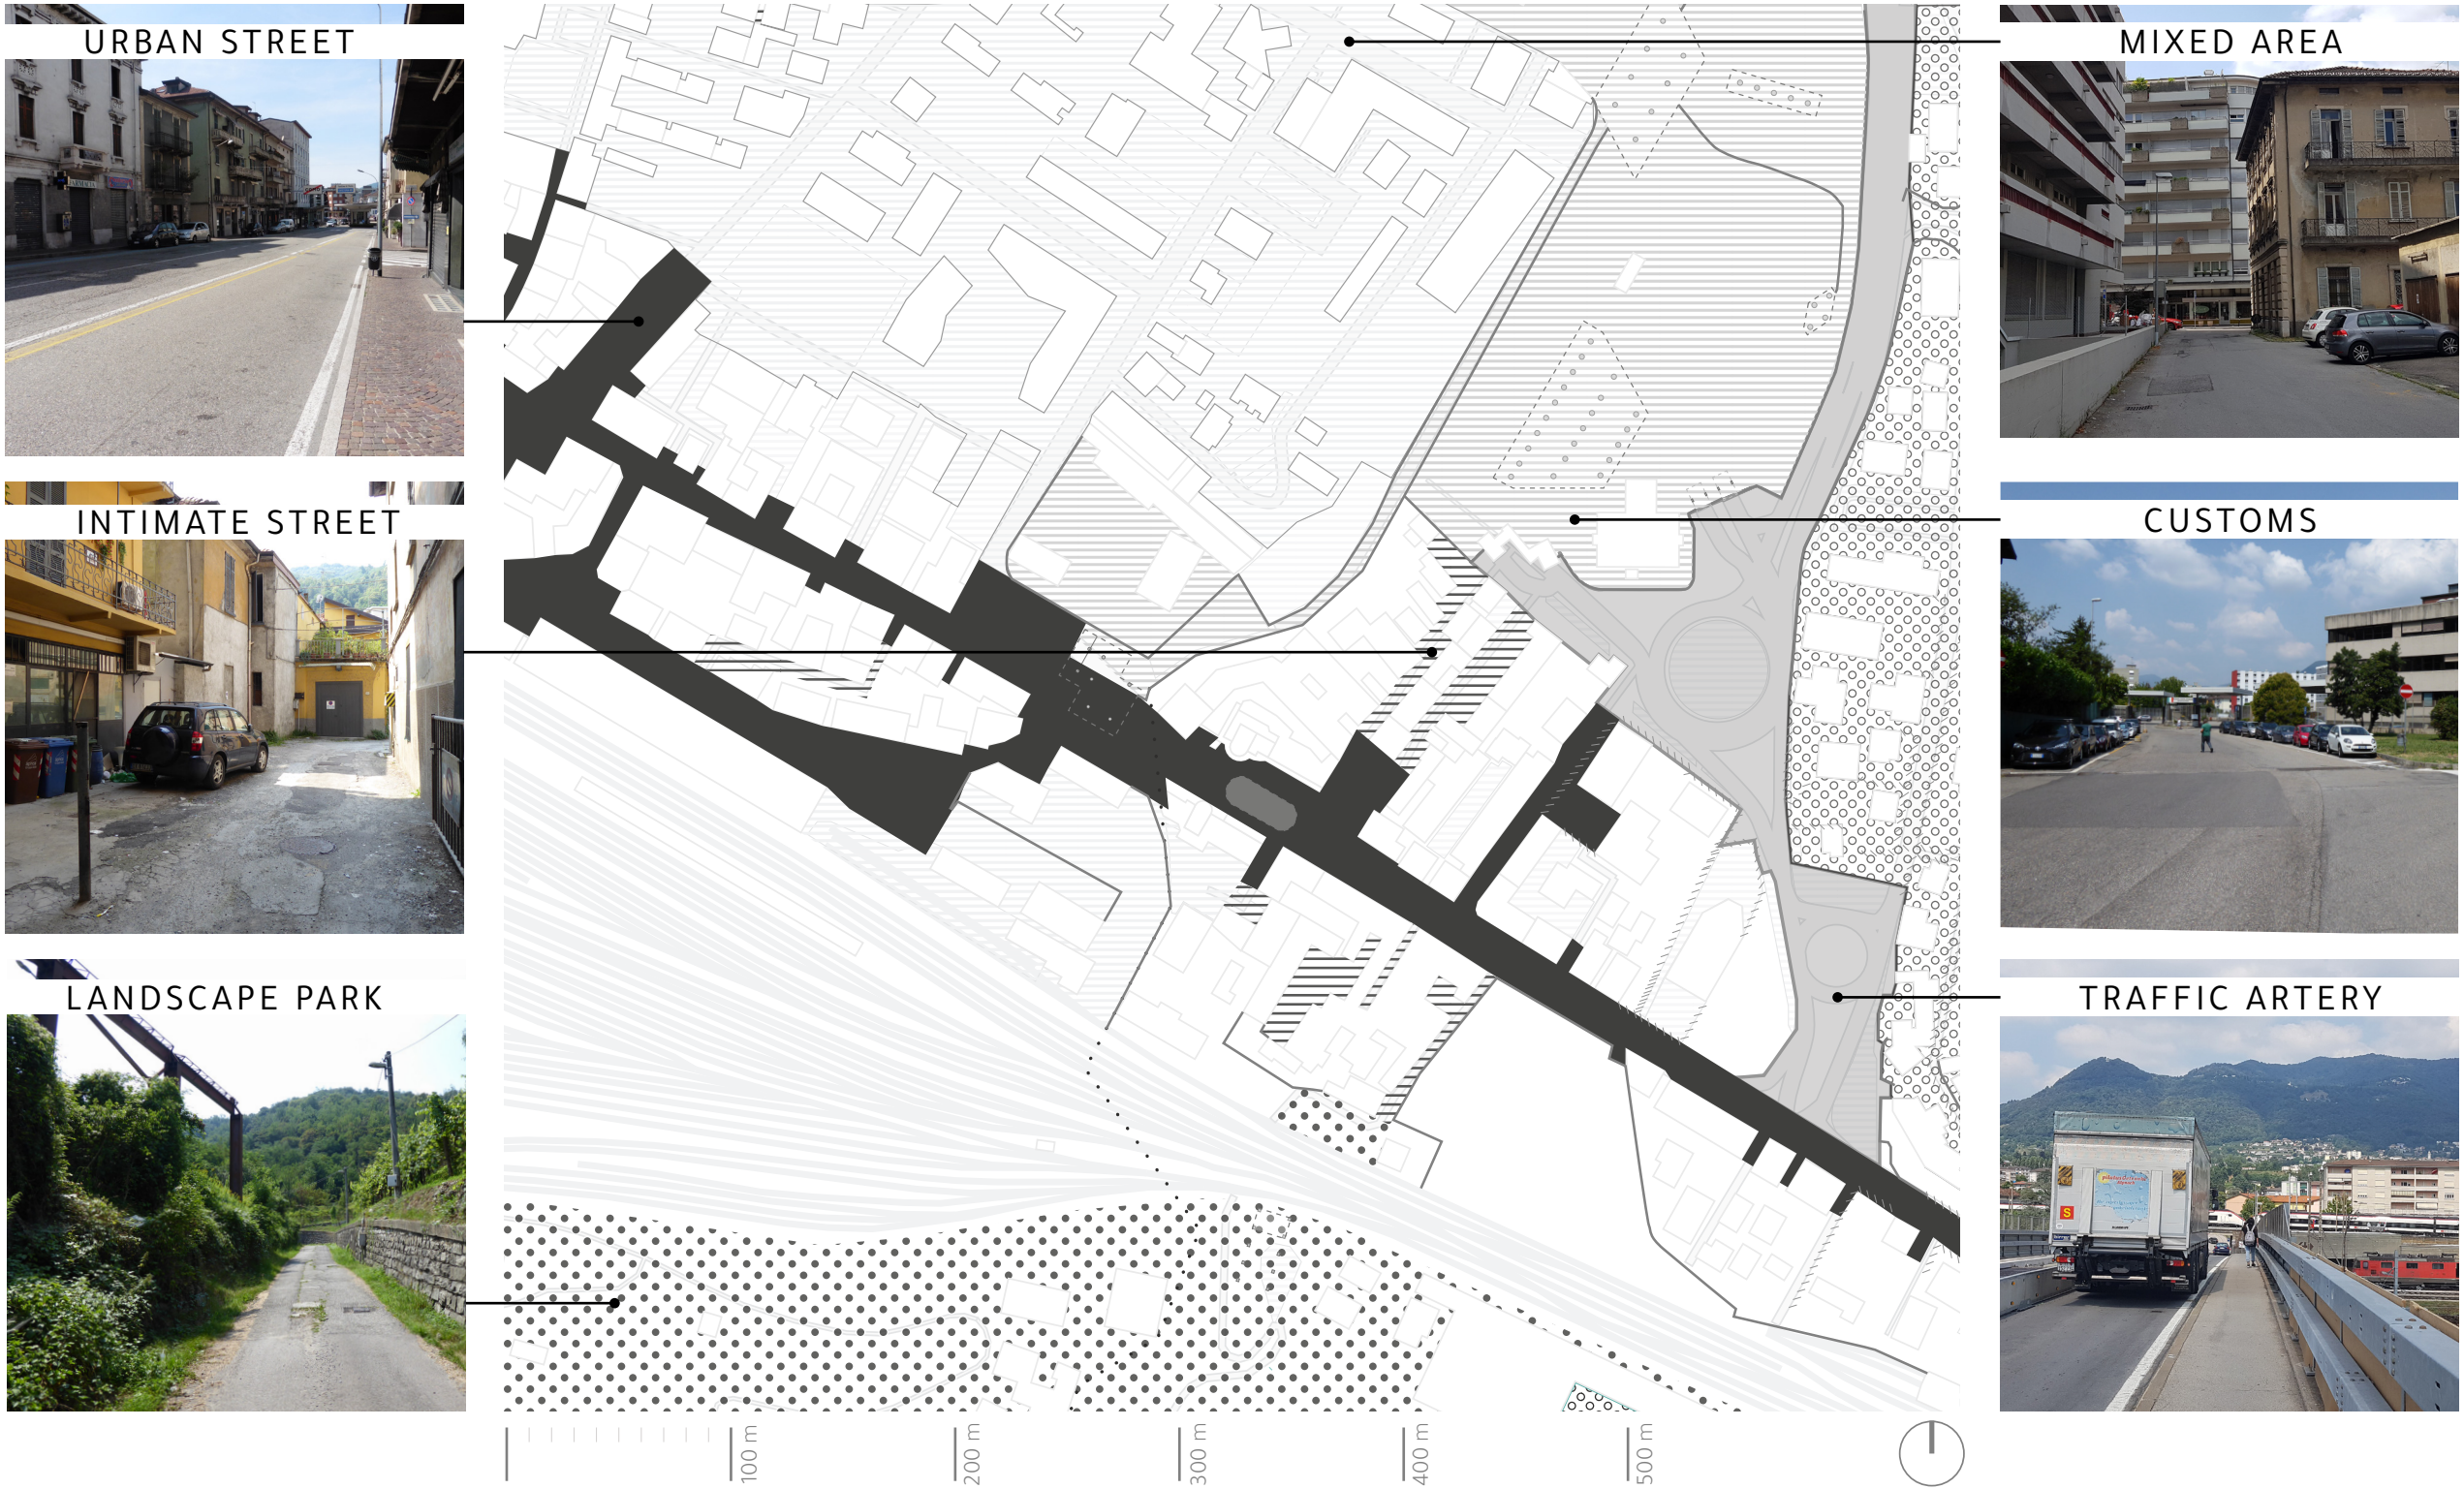 URBAN STREET
MIXED AREA
INTIMATE STREET
CUSTOMS
LANDSCAPE PARK
TRAFFIC ARTERY
S
100 m
200 m
300 m
400 m
500 m